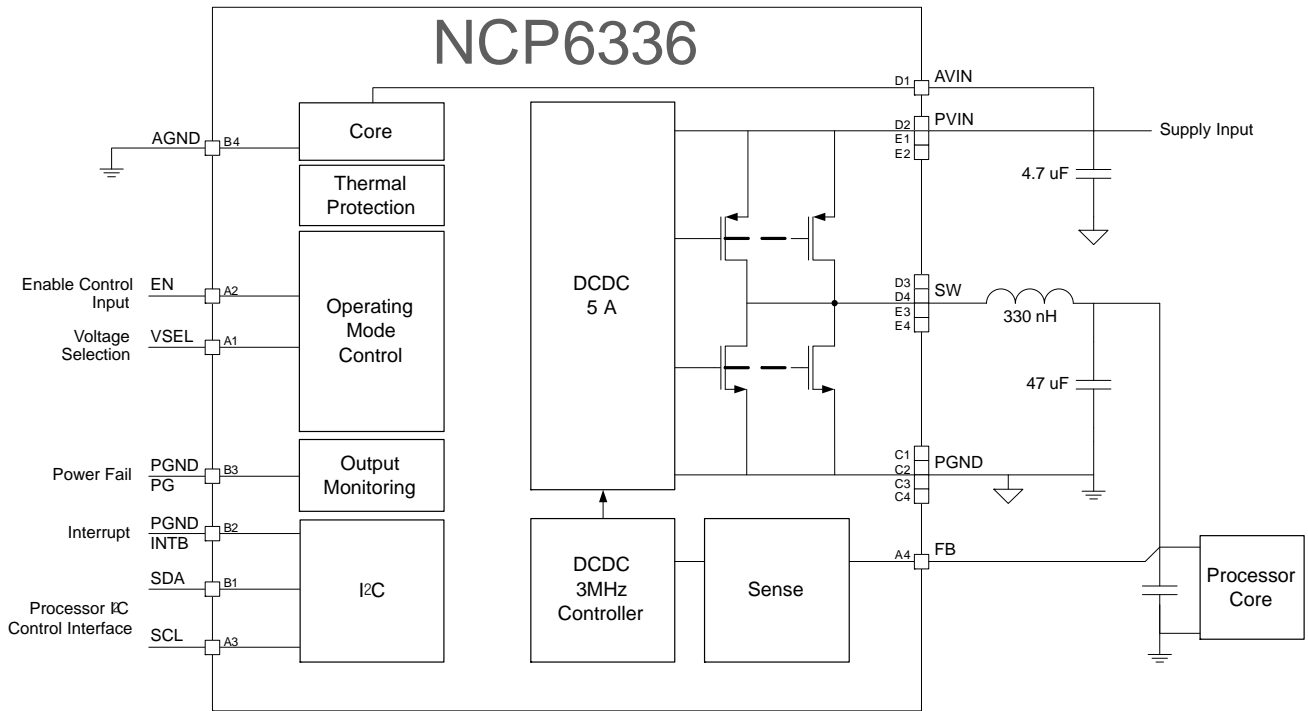 NCP6336
D1
AVIN
Core
AGND
B4
D2
PVIN
E1
E2
Supply Input
Thermal
Protection
4.7 uF
Enable Control
Input
EN
A2
Voltage
Selection
VSEL
A1
Operating
Mode
Control
DCDC
5 A
D3
D4
SW
E3
E4
330 nH
47 uF
Power Fail
PGND
PG
B3
Output
Monitoring
C1
C2
PGND
C3
C4
Interrupt
PGND
INTB
B2
SDA
B1
I²C
Processor I²C
Control Interface
SCL
A3
DCDC
3MHz
Controller
Sense
A4
FB
Processor
Core